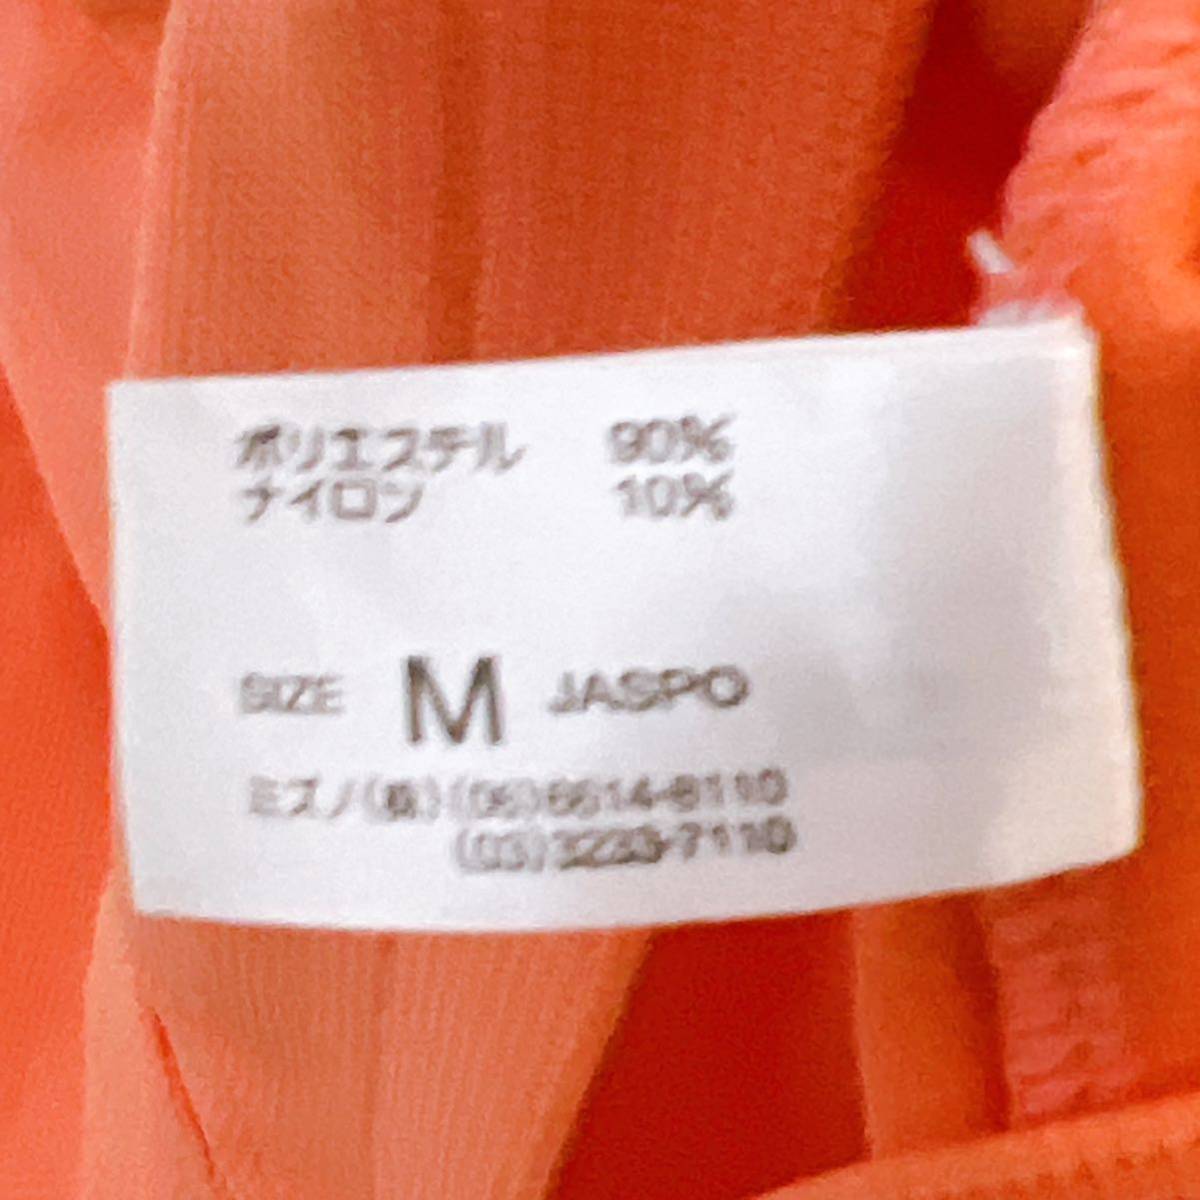 ポリエステル 90%
ナイロン 10%
SIZE M JASPO
ミズノ(株)(06)6614-8110
(03)3233-7110